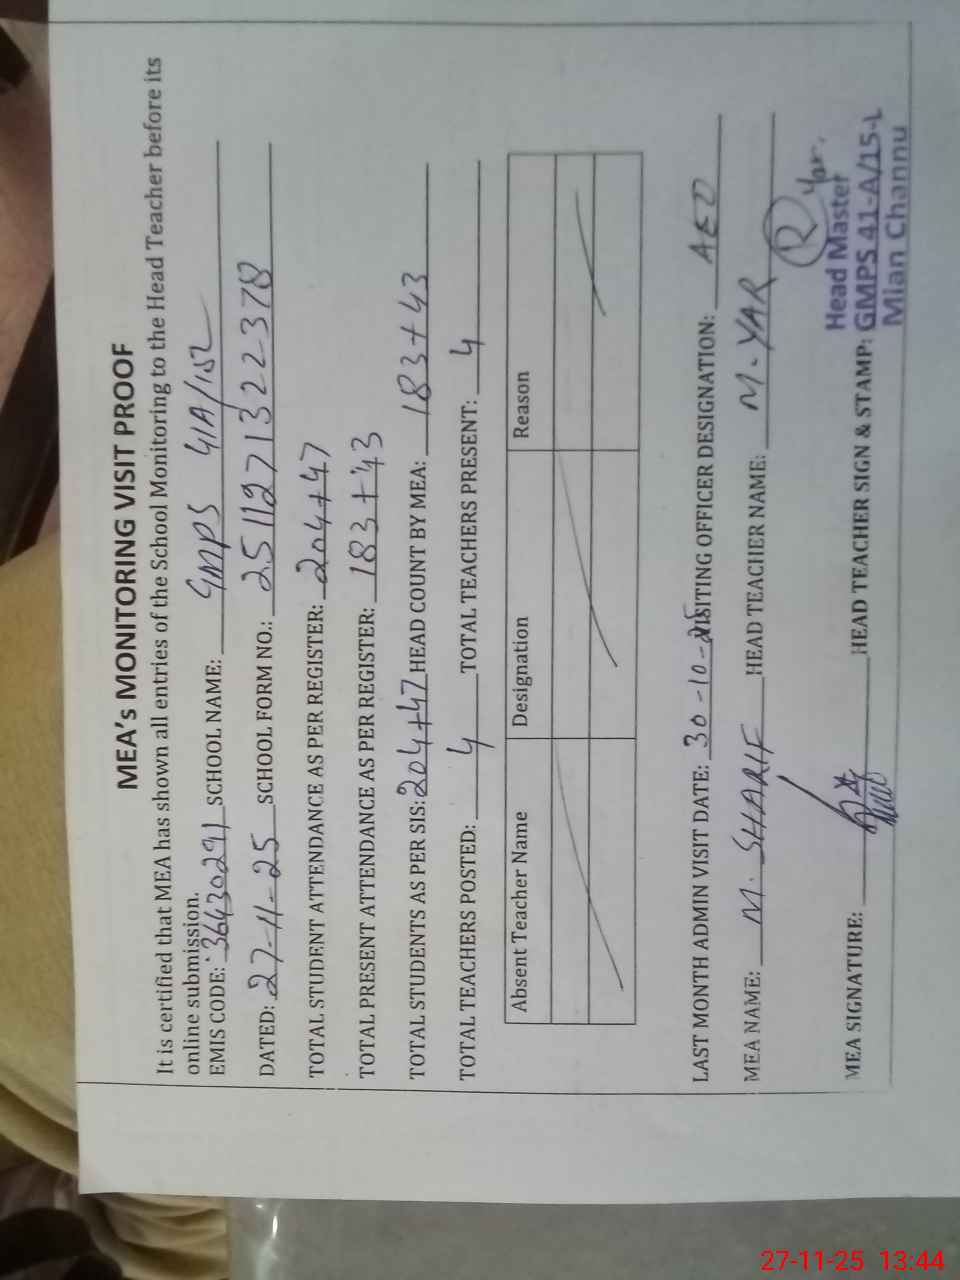 MEA's MONITORING VISIT PROOF
It is certified that MEA has shown all entries of the School Monitoring to the Head Teacher before its
online submission.
EMIS CODE: 36430291 SCHOOL NAME: GMPS 41A/15L
DATED: 27-11-25 SCHOOL FORM NO.: 2511271322378
TOTAL STUDENT ATTENDANCE AS PER REGISTER: 204+47
TOTAL PRESENT ATTENDANCE AS PER REGISTER: 183+43
TOTAL STUDENTS AS PER SIS: 204+47 HEAD COUNT BY MEA: 183+43
TOTAL TEACHERS POSTED: 4 TOTAL TEACHERS PRESENT: 4
Absent Teacher Name Designation Reason
LAST MONTH ADMIN VISIT DATE: 30-10-25 VISITING OFFICER DESIGNATION: AEO
MEA NAME: M. SHARIF HEAD TEACHER NAME: M. YAR
R Yar.
MEA SIGNATURE: HEAD TEACHER SIGN & STAMP:
Head Master
GMPS 41-A/15-L
Mian Channu
27-11-25 13:44